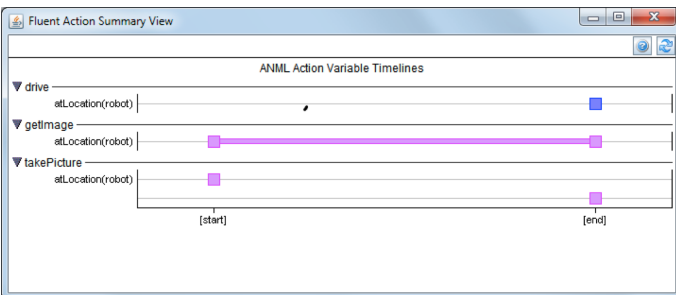 Fluent Action Summary View
ANML Action Variable Timelines
drive
atLocation(robot)
getImage
atLocation(robot)
takePicture
atLocation(robot)
[start] [end]